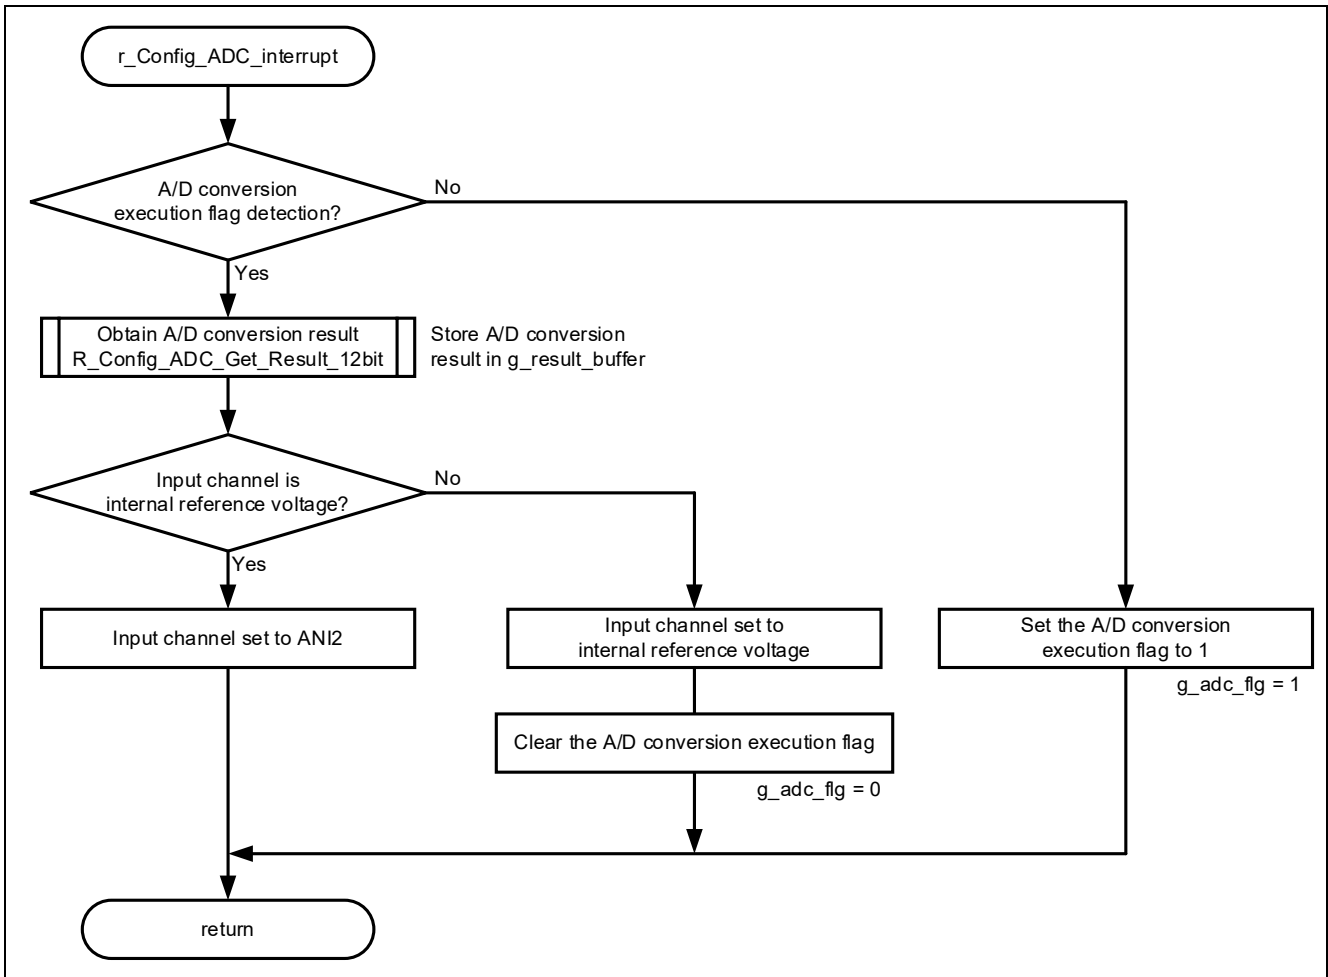 r_Config_ADC_interrupt
A/D conversion
execution flag detection?
No
Yes
Obtain A/D conversion result
R_Config_ADC_Get_Result_12bit
Store A/D conversion
result in g_result_buffer
Input channel is
internal reference voltage?
No
Yes
Input channel set to ANI2
Input channel set to
internal reference voltage
Set the A/D conversion
execution flag to 1
g_adc_flg = 1
Clear the A/D conversion execution flag
g_adc_flg = 0
return